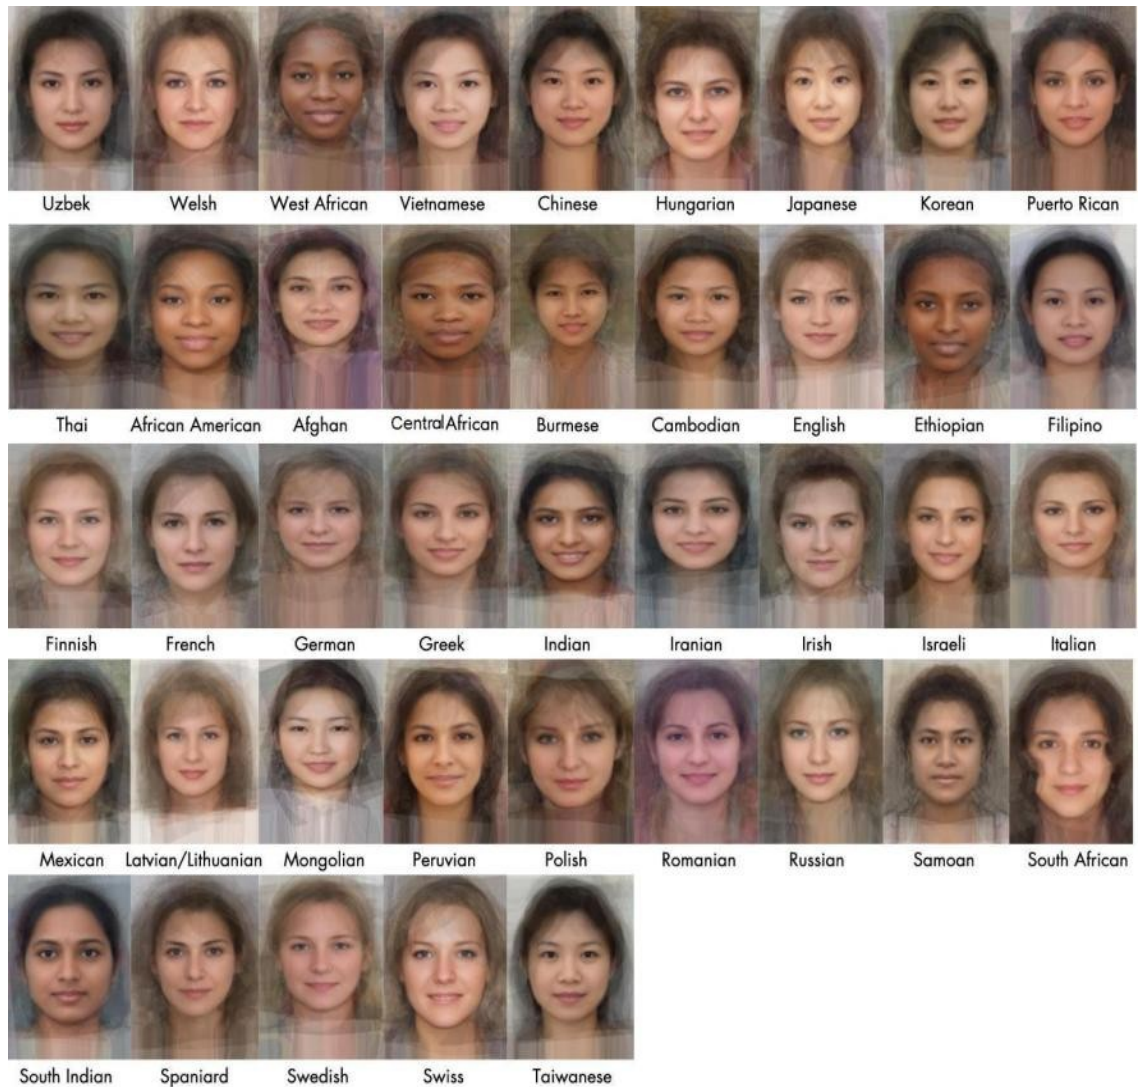 Uzbek Welsh West African Vietnamese Chinese Hungarian Japanese Korean Puerto Rican
Thai African American Afghan Central African Burmese Cambodian English Ethiopian Filipino
Finnish French German Greek Indian Iranian Irish Israeli Italian
Mexican Latvian/Lithuanian Mongolian Peruvian Polish Romanian Russian Samoan South African
South Indian Spaniard Swedish Swiss Taiwanese